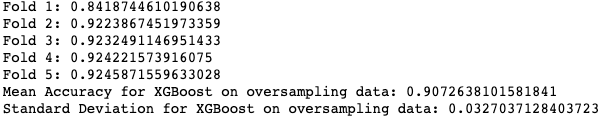 Fold 1: 0.8418744610190638
Fold 2: 0.9223867451973359
Fold 3: 0.9232491146951433
Fold 4: 0.924221573916075
Fold 5: 0.9245871559633028
Mean Accuracy for XGBoost on oversampling data: 0.9072638101581841
Standard Deviation for XGBoost on oversampling data: 0.0327037128403723